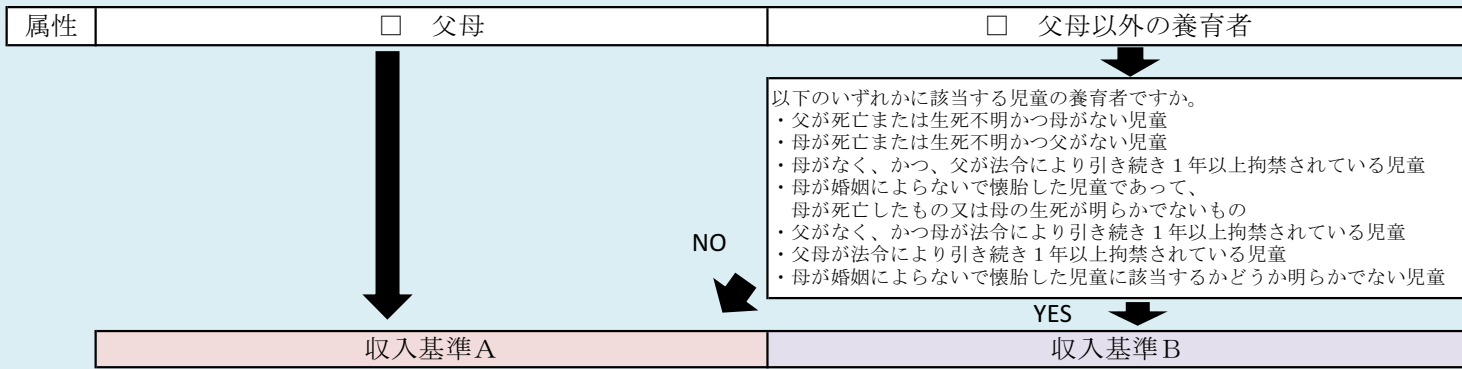 属性 □ 父母 □ 父母以外の養育者
以下のいずれかに該当する児童の養育者ですか。
・父が死亡または生死不明かつ母がない児童
・母が死亡または生死不明かつ父がない児童
・母がなく、かつ、父が法令により引き続き１年以上拘禁されている児童
・母が婚姻によらないで懐胎した児童であって、
母が死亡したもの又は母の生死が明らかでないもの
・父がなく、かつ母が法令により引き続き１年以上拘禁されている児童
・父母が法令により引き続き１年以上拘禁されている児童
・母が婚姻によらないで懐胎した児童に該当するかどうか明らかでない児童
NO
YES
収入基準Ａ 収入基準Ｂ